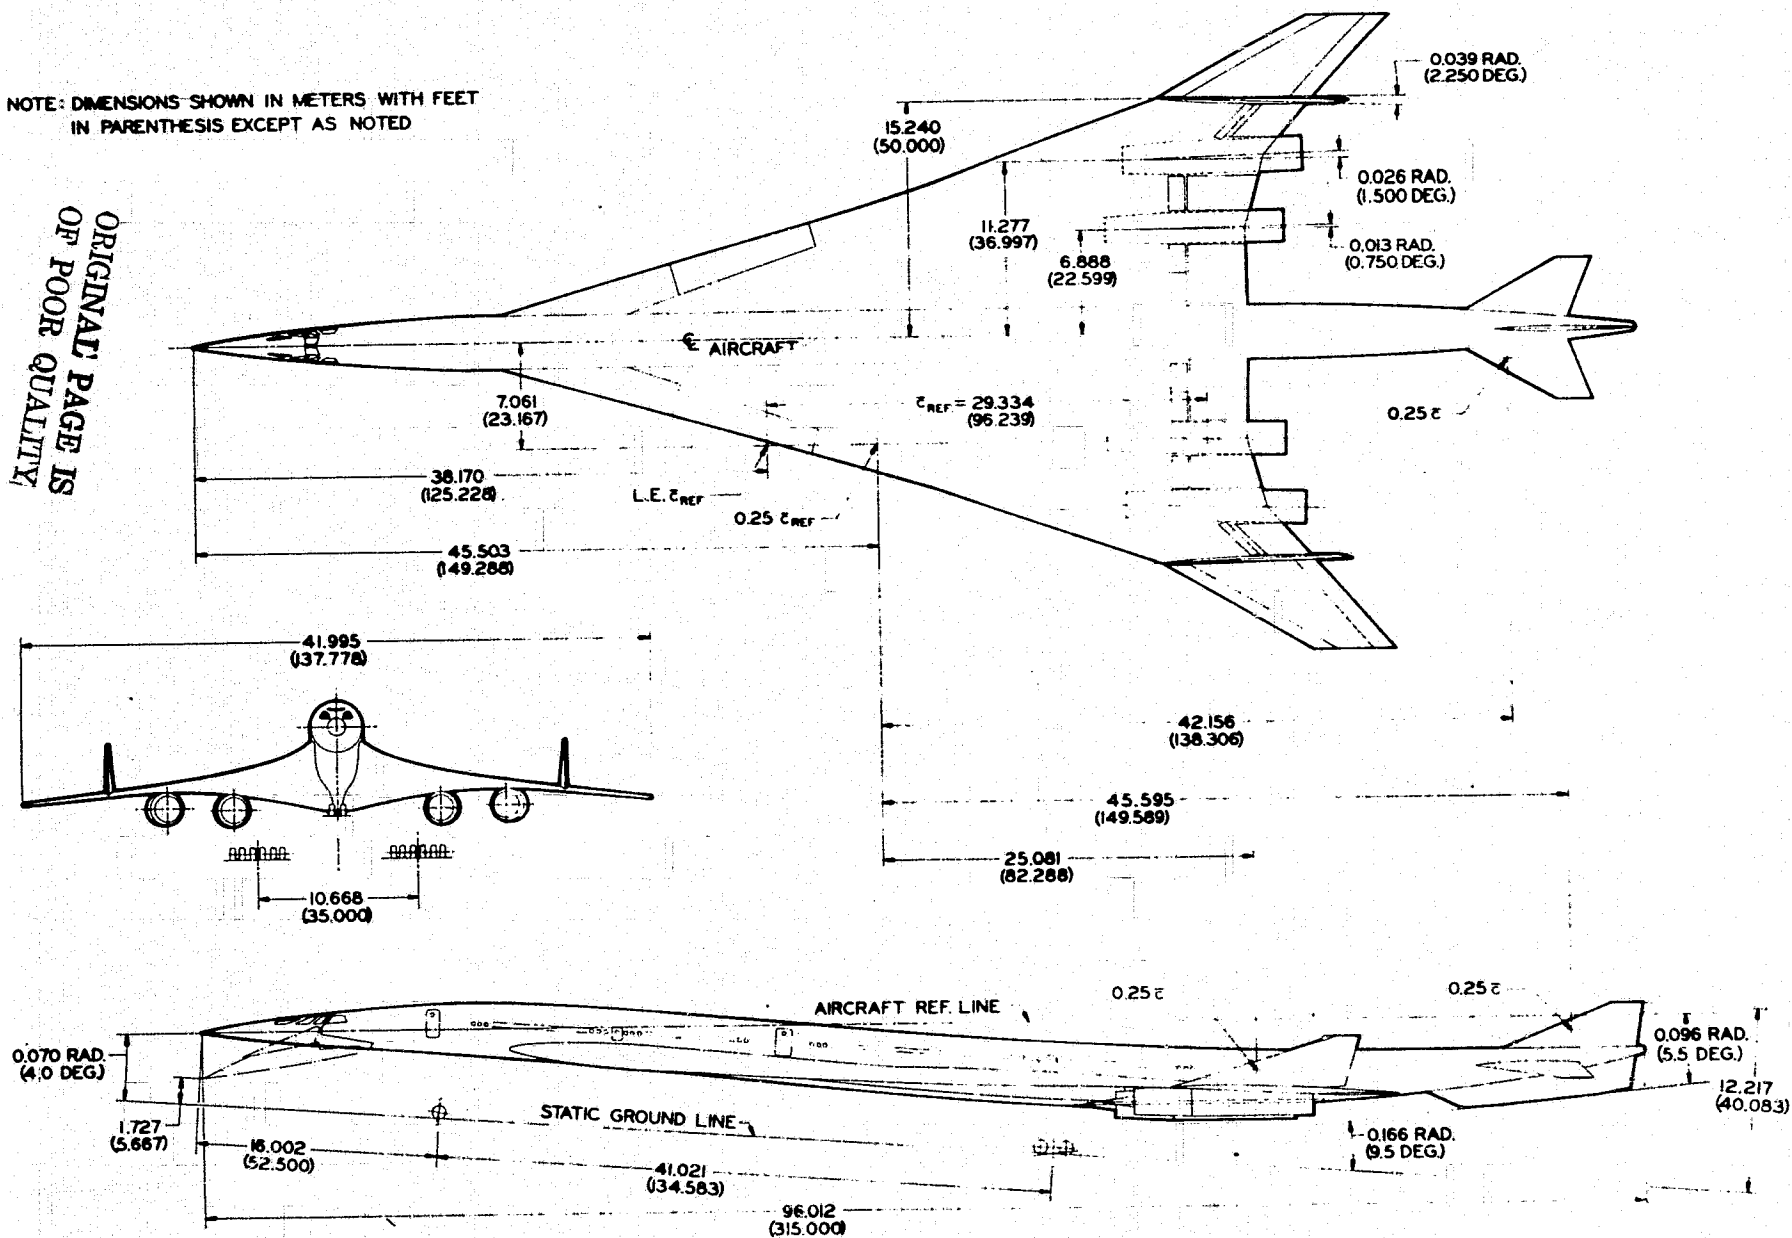 NOTE: DIMENSIONS SHOWN IN METERS WITH FEET
IN PARENTHESIS EXCEPT AS NOTED
ORIGINAL PAGE IS
OF POOR QUALITY
0.039 RAD.
(2.250 DEG.)
15.240
(50.000)
0.026 RAD.
(1.500 DEG.)
11.277
(36.997)
0.013 RAD.
(0.750 DEG.)
6.888
(22.599)
℄ AIRCRAFT
7.061
(23.167)
c̄REF = 29.334
(96.239)
0.25 c̄
38.170
(125.228)
L.E. c̄REF
0.25 c̄REF
45.503
(149.288)
41.995
(137.778)
42.156
(138.306)
45.595
(149.589)
25.081
(82.288)
10.668
(35.000)
AIRCRAFT REF. LINE
0.25 c̄
0.25 c̄
0.070 RAD.
(4.0 DEG.)
0.096 RAD.
(5.5 DEG.)
12.217
(40.083)
STATIC GROUND LINE
1.727
(5.667)
16.002
(52.500)
0.166 RAD.
(9.5 DEG.)
41.021
(134.583)
96.012
(315.000)